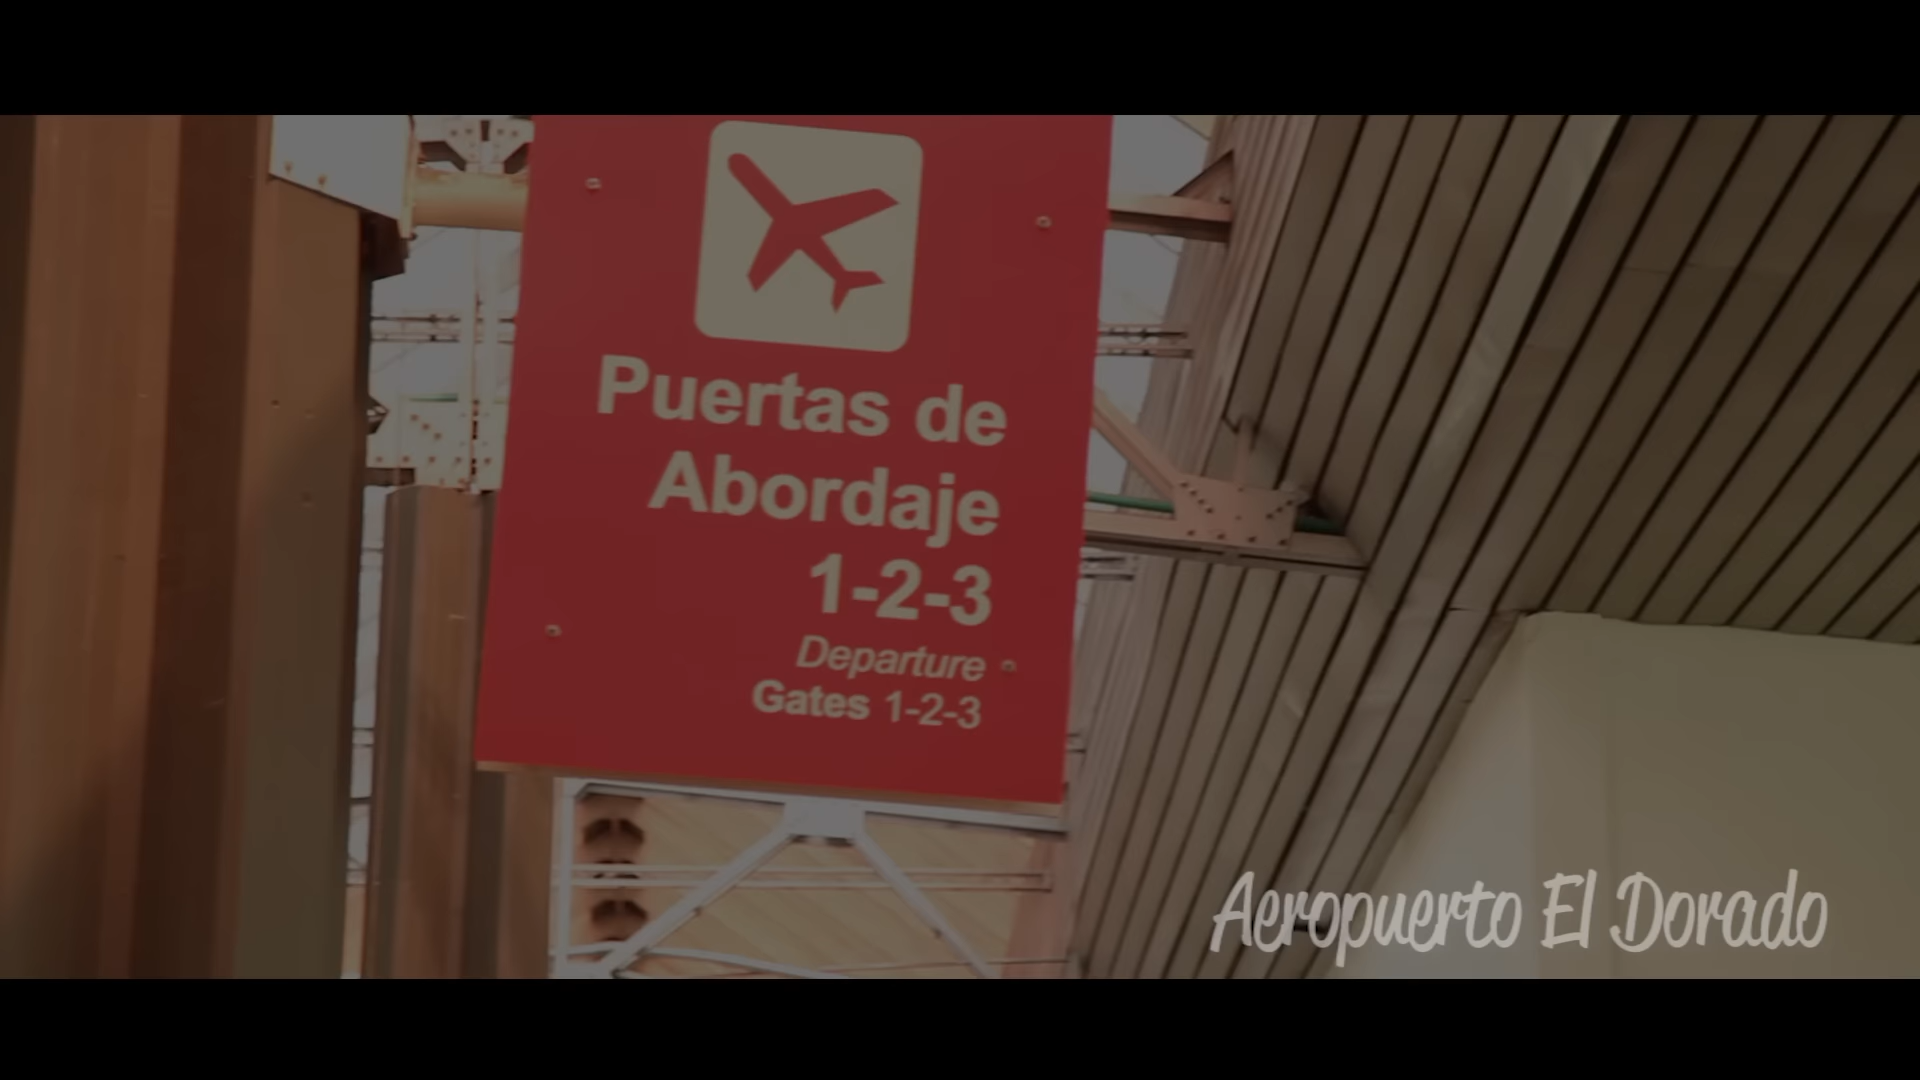 Puertas de
Abordaje
1-2-3
Departure
Gates 1-2-3
Aeropuerto El Dorado